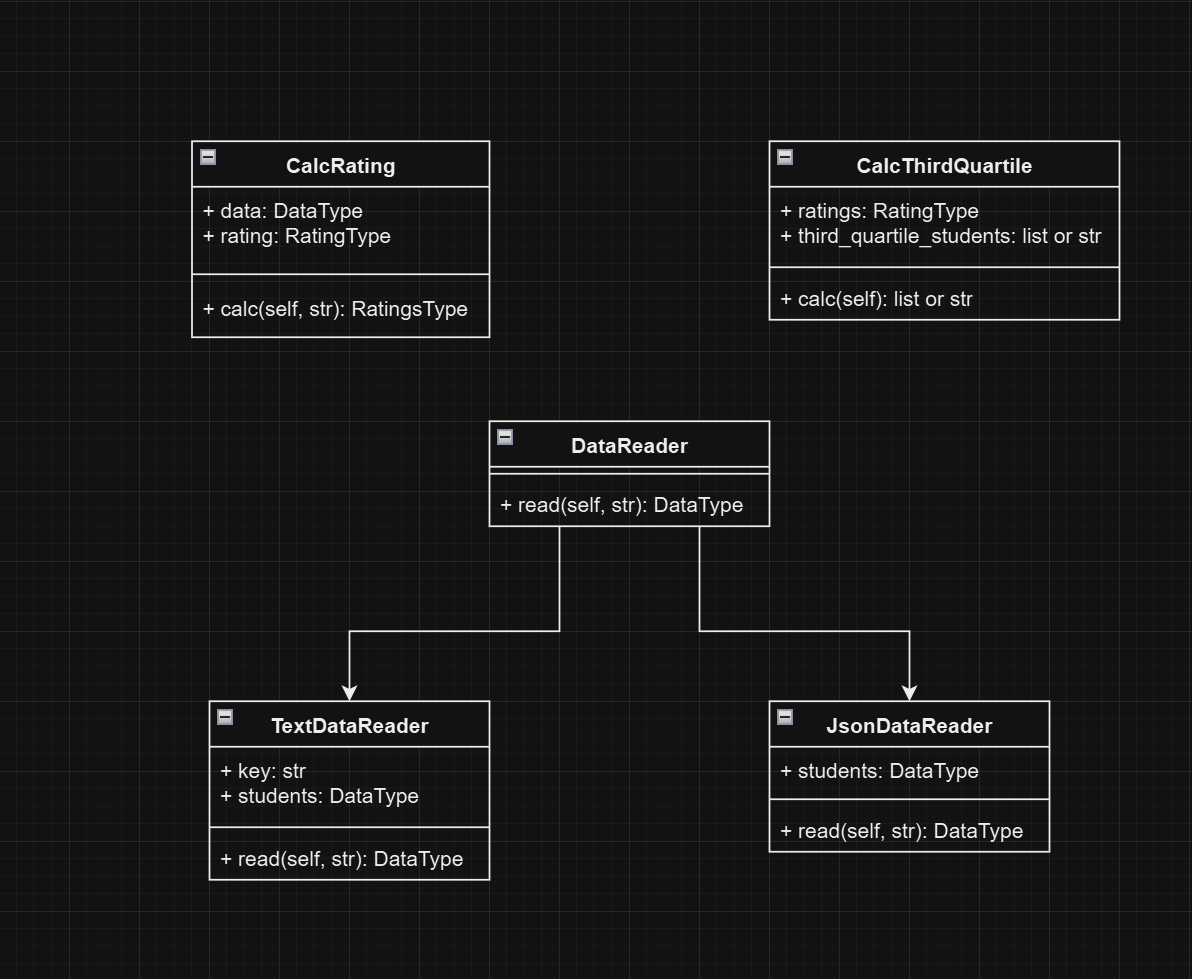 CalcRating
+ data: DataType
+ rating: RatingType
+ calc(self, str): RatingsType
CalcThirdQuartile
+ ratings: RatingType
+ third_quartile_students: list or str
+ calc(self): list or str
DataReader
+ read(self, str): DataType
TextDataReader
+ key: str
+ students: DataType
+ read(self, str): DataType
JsonDataReader
+ students: DataType
+ read(self, str): DataType